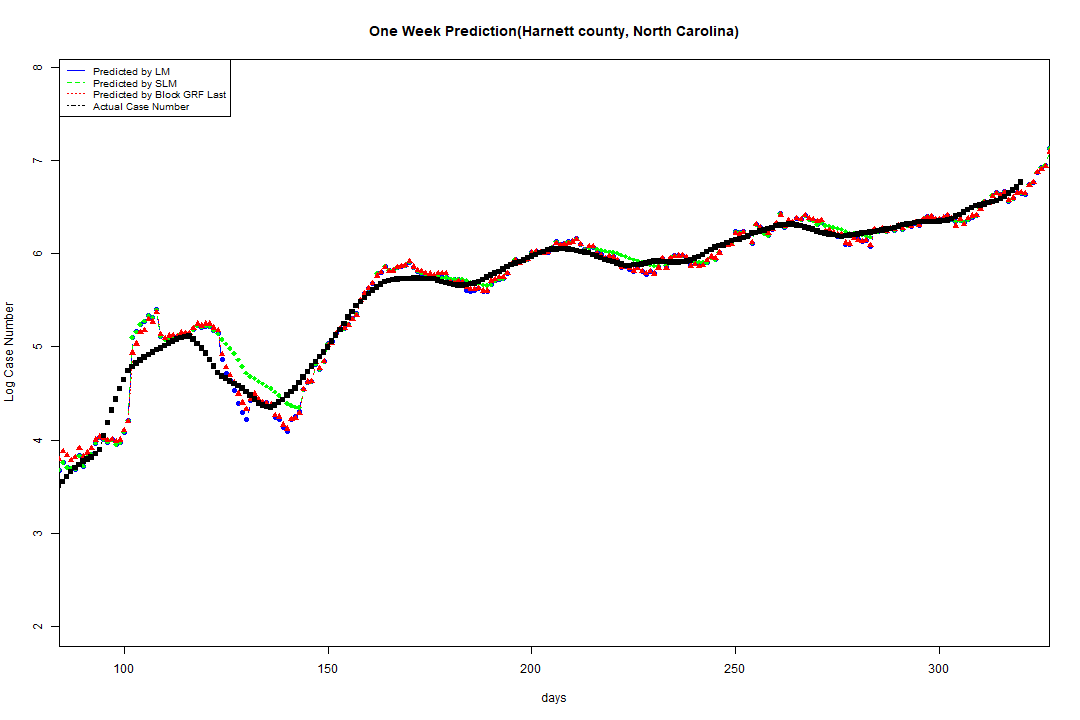 One Week Prediction(Harnett county, North Carolina)
Predicted by LM
Predicted by SLM
Predicted by Block GRF Last
Actual Case Number
8
7
6
5
4
3
2
Log Case Number
100 150 200 250 300
days